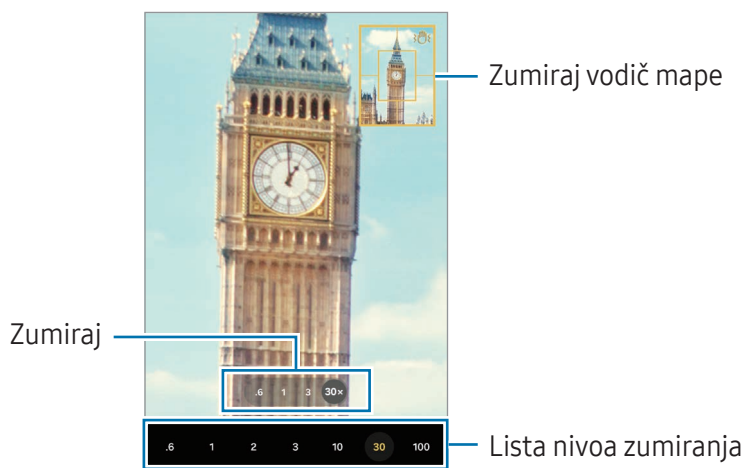 Zumiraj vodič mape
Zumiraj
.6 1 3 30×
.6 1 2 3 10 30 100
Lista nivoa zumiranja